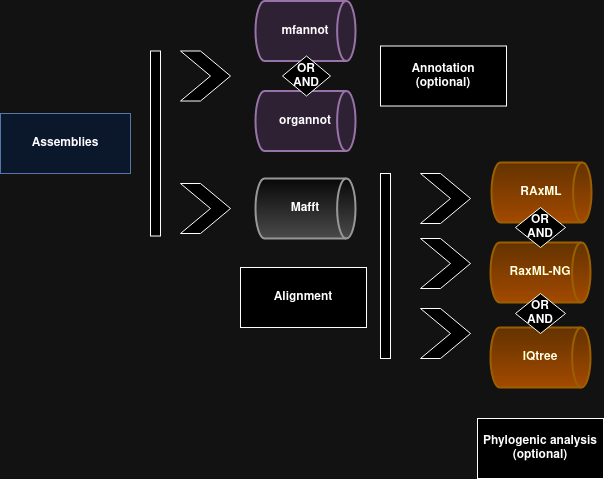 mfannot
OR
AND
organnot
Annotation
(optional)
Assemblies
Mafft
Alignment
RAxML
OR
AND
RaxML-NG
OR
AND
IQtree
Phylogenic analysis
(optional)